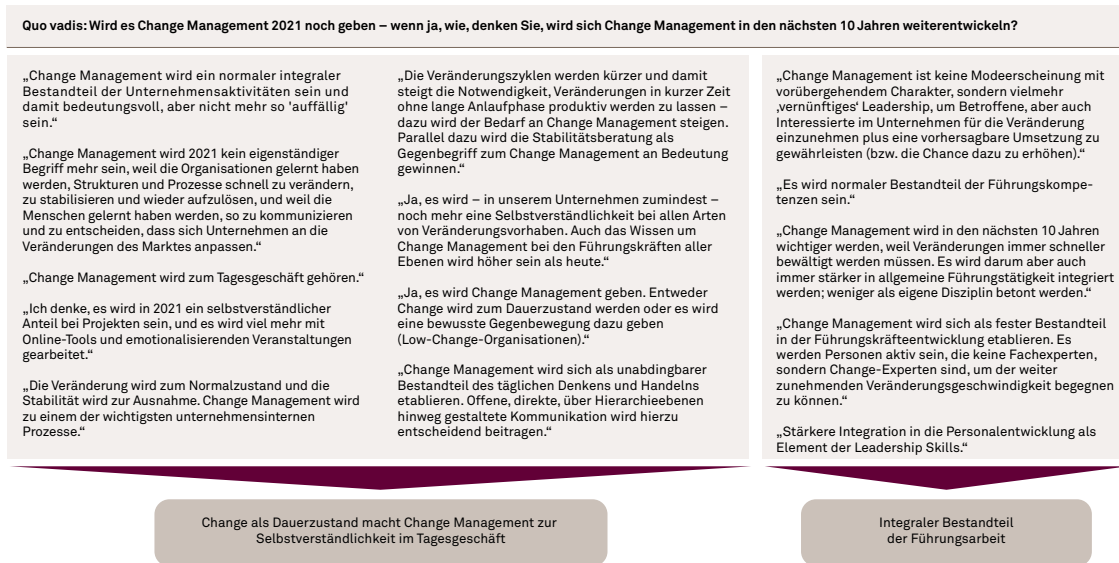 Quo vadis: Wird es Change Management 2021 noch geben – wenn ja, wie, denken Sie, wird sich Change Management in den nächsten 10 Jahren weiterentwickeln?
„Change Management wird ein normaler integraler
Bestandteil der Unternehmensaktivitäten sein und
damit bedeutungsvoll, aber nicht mehr so 'auffällig'
sein.“
„Change Management wird 2021 kein eigenständiger
Begriff mehr sein, weil die Organisationen gelernt haben
werden, Strukturen und Prozesse schnell zu verändern,
zu stabilisieren und wieder aufzulösen, und weil die
Menschen gelernt haben werden, so zu kommunizieren
und zu entscheiden, dass sich Unternehmen an die
Veränderungen des Marktes anpassen.“
„Change Management wird zum Tagesgeschäft gehören.“
„Ich denke, es wird in 2021 ein selbstverständlicher
Anteil bei Projekten sein, und es wird viel mehr mit
Online-Tools und emotionalisierenden Veranstaltungen
gearbeitet.“
„Die Veränderung wird zum Normalzustand und die
Stabilität wird zur Ausnahme. Change Management wird
zu einem der wichtigsten unternehmensinternen
Prozesse.“
„Die Veränderungszyklen werden kürzer und damit
steigt die Notwendigkeit, Veränderungen in kurzer Zeit
ohne lange Anlaufphase produktiv werden zu lassen –
dazu wird der Bedarf an Change Management steigen.
Parallel dazu wird die Stabilitätsberatung als
Gegenbegriff zum Change Management an Bedeutung
gewinnen.“
„Ja, es wird – in unserem Unternehmen zumindest –
noch mehr eine Selbstverständlichkeit bei allen Arten
von Veränderungsvorhaben. Auch das Wissen um
Change Management bei den Führungskräften aller
Ebenen wird höher sein als heute.“
„Ja, es wird Change Management geben. Entweder
Change wird zum Dauerzustand werden oder es wird
eine bewusste Gegenbewegung dazu geben
(Low-Change-Organisationen).“
„Change Management wird sich als unabdingbarer
Bestandteil des täglichen Denkens und Handelns
etablieren. Offene, direkte, über Hierarchieebenen
hinweg gestaltete Kommunikation wird hierzu
entscheidend beitragen.“
„Change Management ist keine Modeerscheinung mit
vorübergehendem Charakter, sondern vielmehr
‚vernünftiges‘ Leadership, um Betroffene, aber auch
Interessierte im Unternehmen für die Veränderung
einzunehmen plus eine vorhersagbare Umsetzung zu
gewährleisten (bzw. die Chance dazu zu erhöhen).“
„Es wird normaler Bestandteil der Führungskompe-
tenzen sein.“
„Change Management wird in den nächsten 10 Jahren
wichtiger werden, weil Veränderungen immer schneller
bewältigt werden müssen. Es wird darum aber auch
immer stärker in allgemeine Führungstätigkeit integriert
werden; weniger als eigene Disziplin betont werden.“
„Change Management wird sich als fester Bestandteil
in der Führungskräfteentwicklung etablieren. Es
werden Personen aktiv sein, die keine Fachexperten,
sondern Change-Experten sind, um der weiter
zunehmenden Veränderungsgeschwindigkeit begegnen
zu können.“
„Stärkere Integration in die Personalentwicklung als
Element der Leadership Skills.“
Change als Dauerzustand macht Change Management zur
Selbstverständlichkeit im Tagesgeschäft
Integraler Bestandteil
der Führungsarbeit